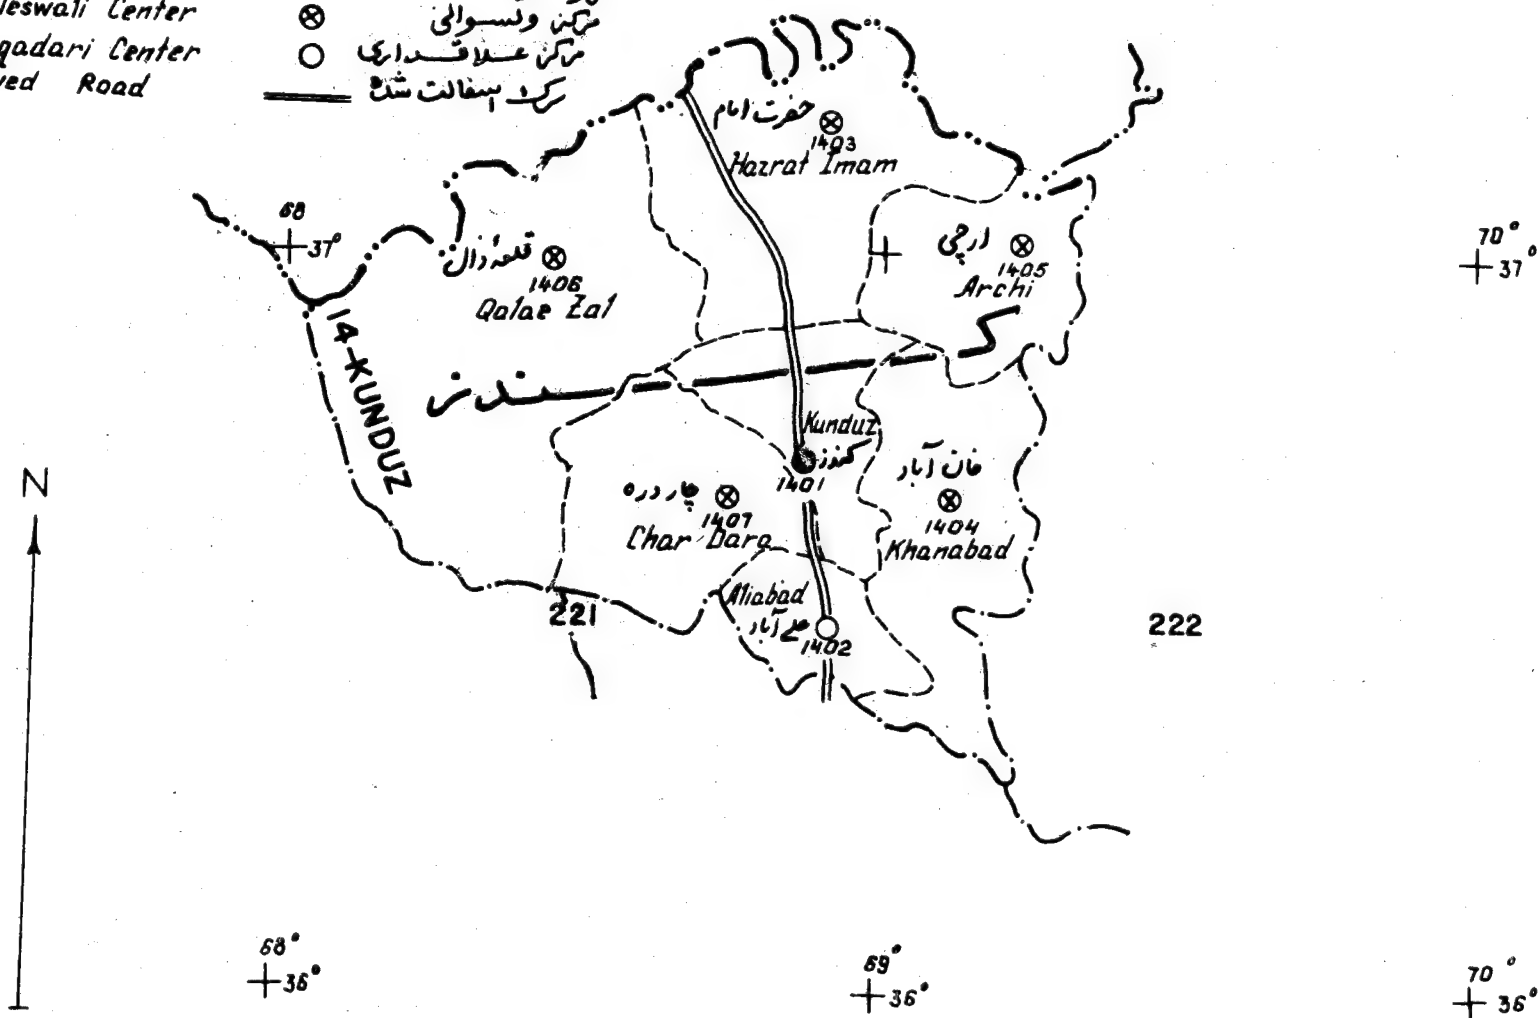 leswali Center مرکز ولسوالی
qadari Center مرکز علاقداری
ved Road سرک اسفالت شده
حضرت امام
1403
Hazrat Imam
68
37°
قلعهٔ زال
1406
Qalae Zal
ارچی
1405
Archi
70°
37°
14-KUNDUZ
کندز
Kunduz
کندز
1401
خان آباد
1404
Khanabad
چار دره
1407
Char Dara
N
Aliabad
علی آباد
1402
221
222
68°
36°
69°
36°
70°
36°